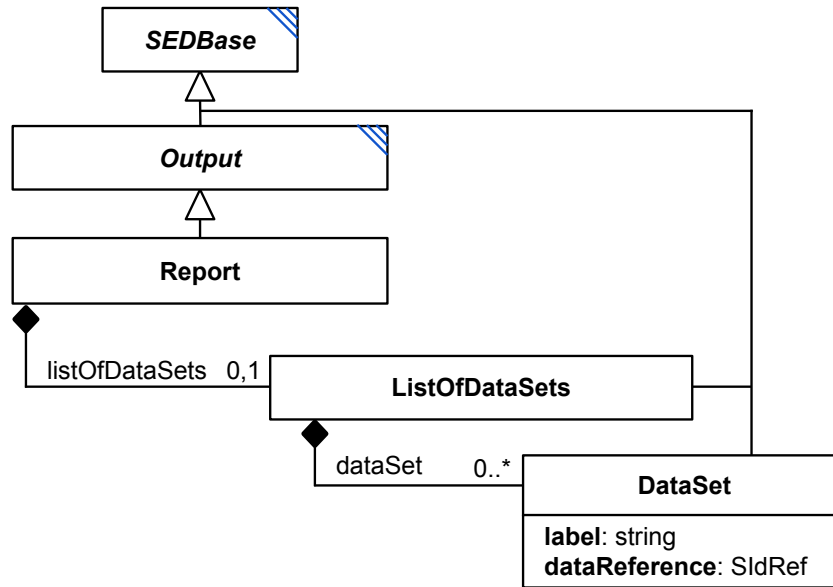 SEDBase
Output
Report
listOfDataSets 0,1
ListOfDataSets
dataSet 0..*
DataSet
label: string
dataReference: SIdRef